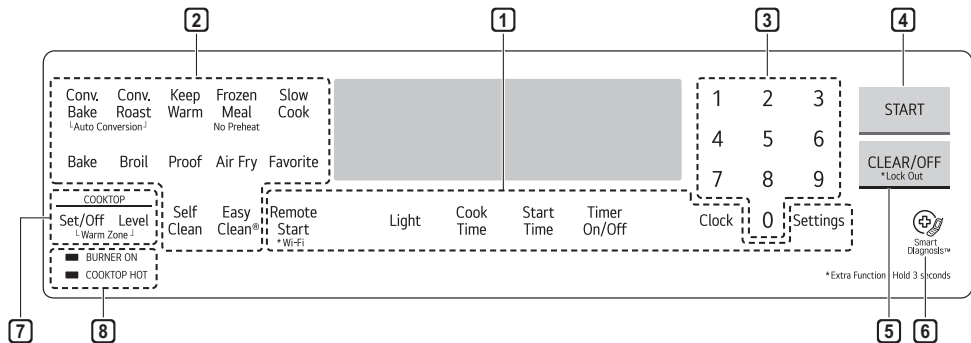 2
1
3
4
Conv. Bake
Conv. Roast
Auto Conversion
Keep Warm
Frozen Meal
No Preheat
Slow Cook
1 2 3
START
4 5 6
Bake Broil Proof Air Fry Favorite
CLEAR/OFF
*Lock Out
7 8 9
COOKTOP
Set/Off Level
Warm Zone
Self Clean
Easy Clean®
Remote Start
*Wi-Fi
Light
Cook Time
Start Time
Timer On/Off
Clock
0
Settings
Smart Diagnosis™
BURNER ON
COOKTOP HOT
*Extra Function Hold 3 seconds
7
8
5
6